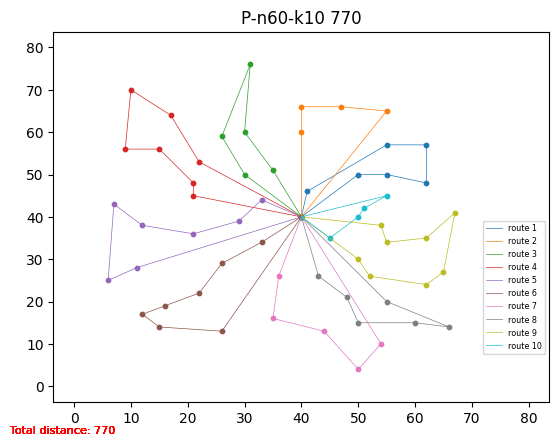 P-n60-k10 770
80
70
60
50
40
30
20
10
0
0 10 20 30 40 50 60 70 80
route 1
route 2
route 3
route 4
route 5
route 6
route 7
route 8
route 9
route 10
Total distance: 770